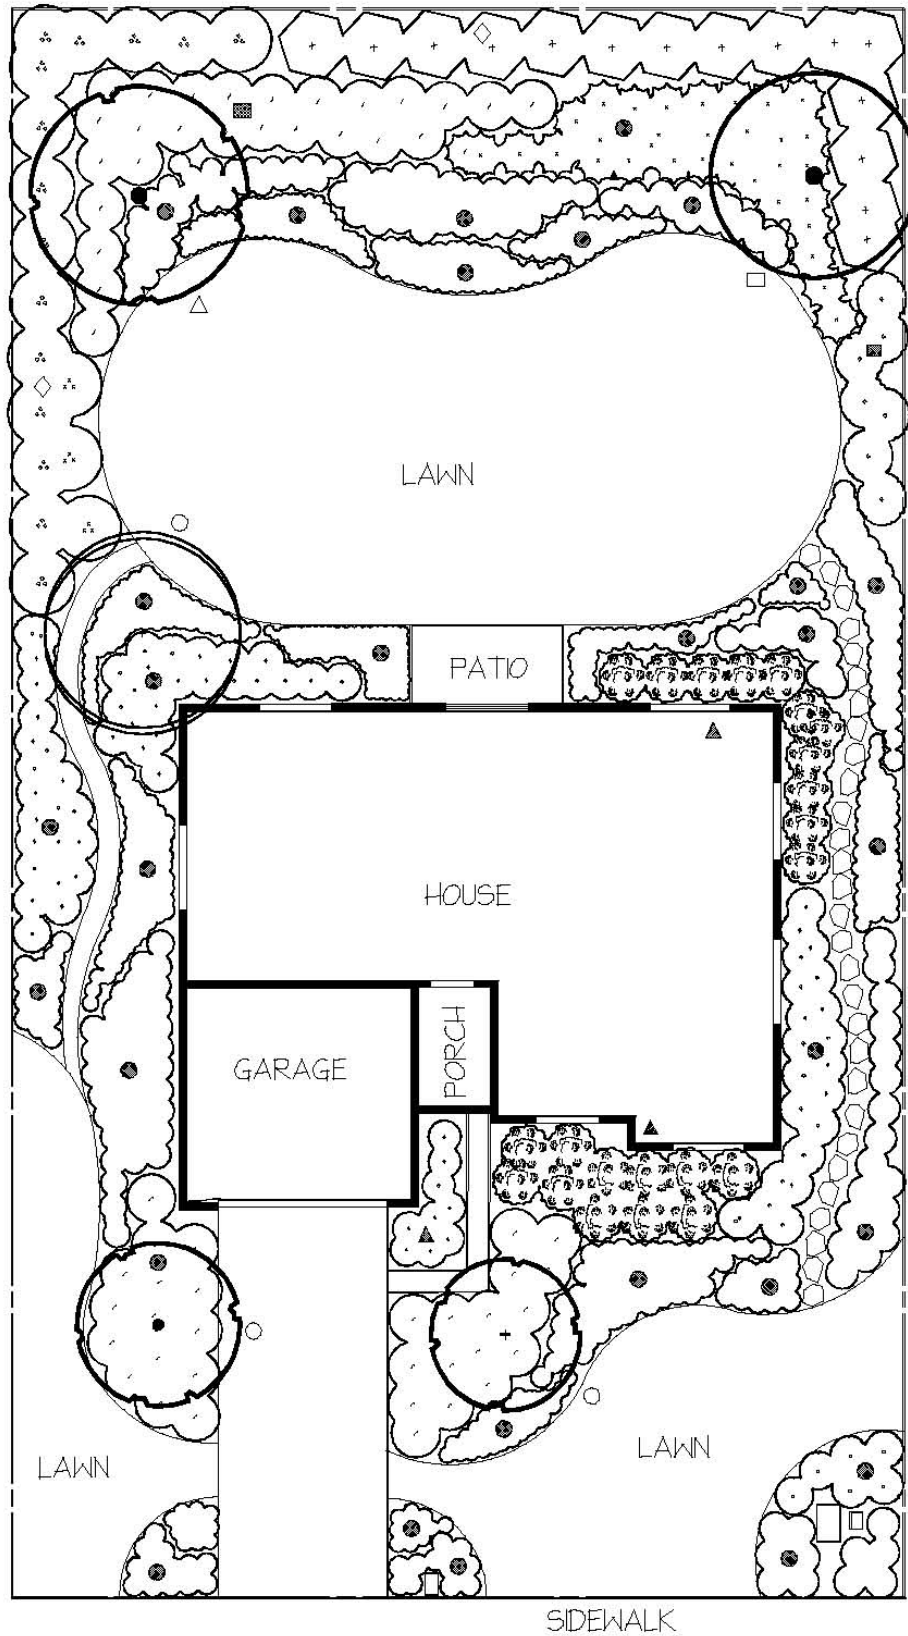 LAWN
PATIO
HOUSE
PORCH
GARAGE
LAWN
LAWN
SIDEWALK